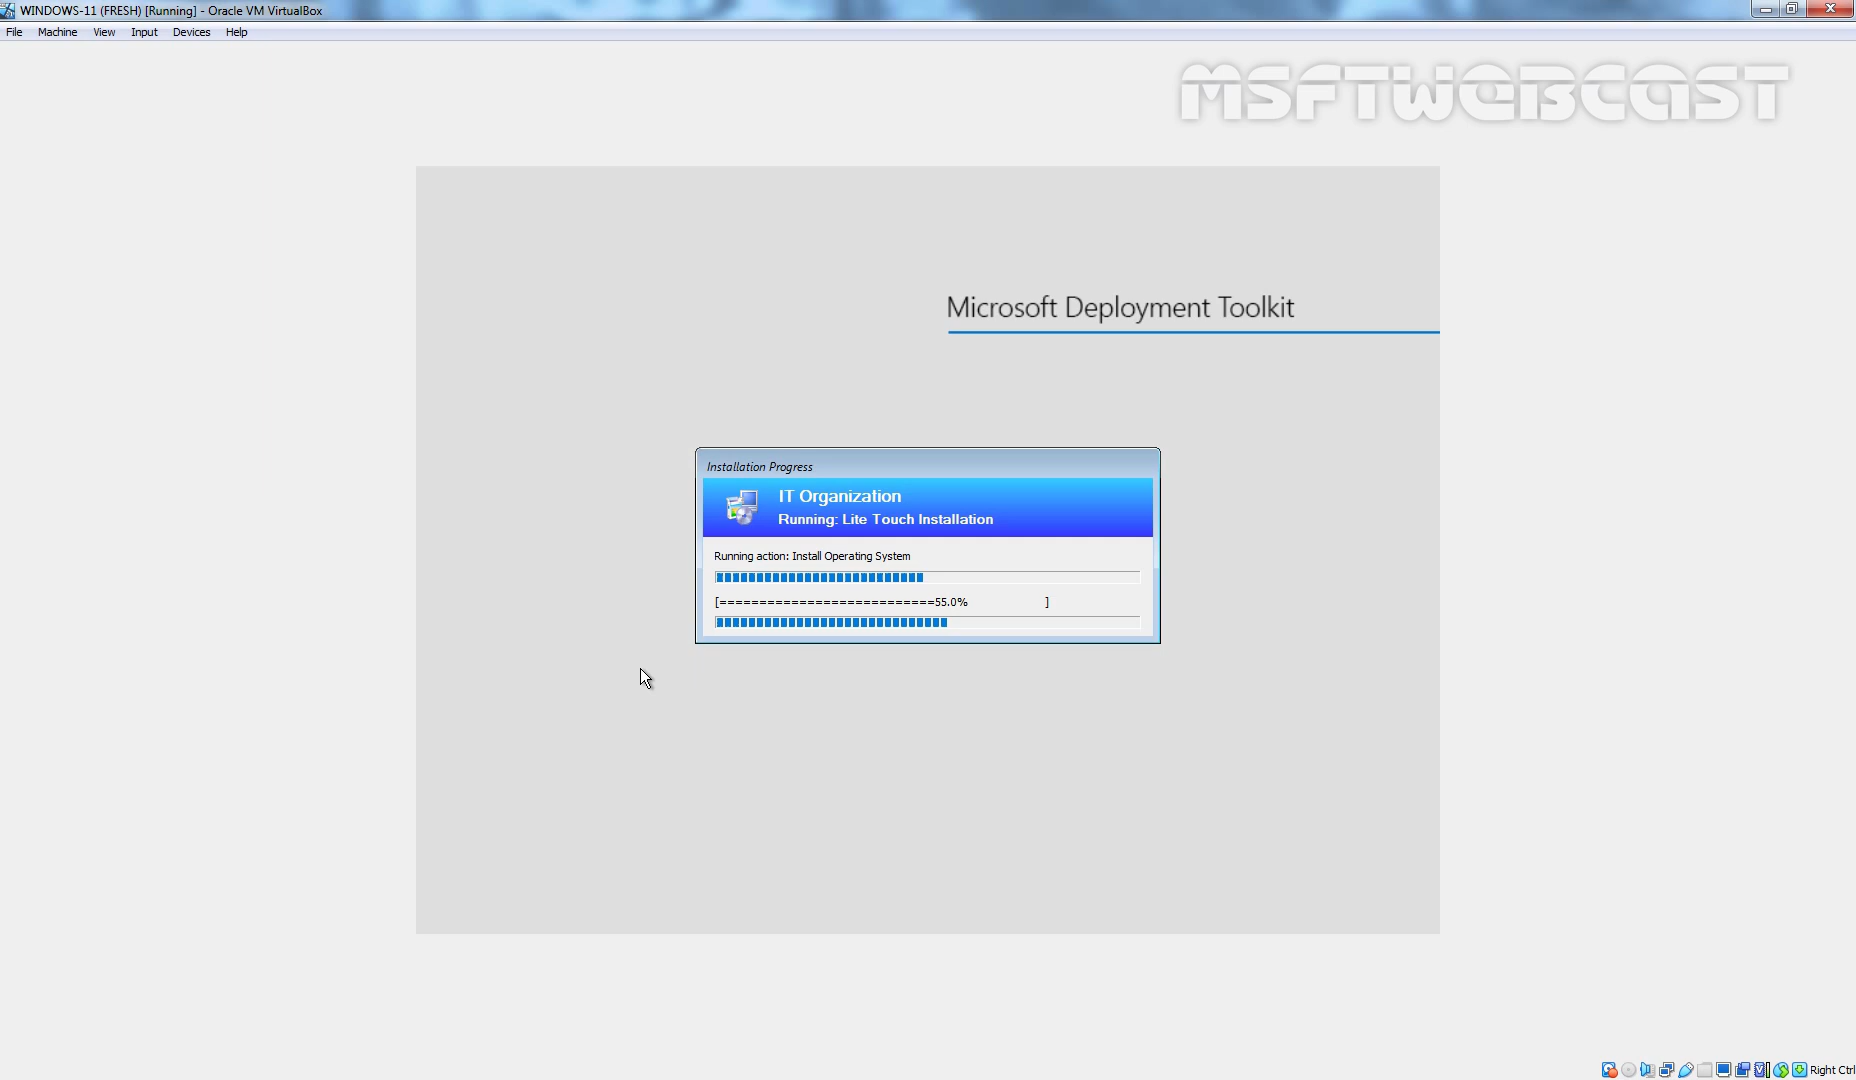 WINDOWS-11 (FRESH) [Running] - Oracle VM VirtualBox
File Machine View Input Devices Help
MSFTWEBCAST
Microsoft Deployment Toolkit
Installation Progress
IT Organization
Running: Lite Touch Installation
Running action: Install Operating System
[===========================55.0%                    ]
Right Ctrl